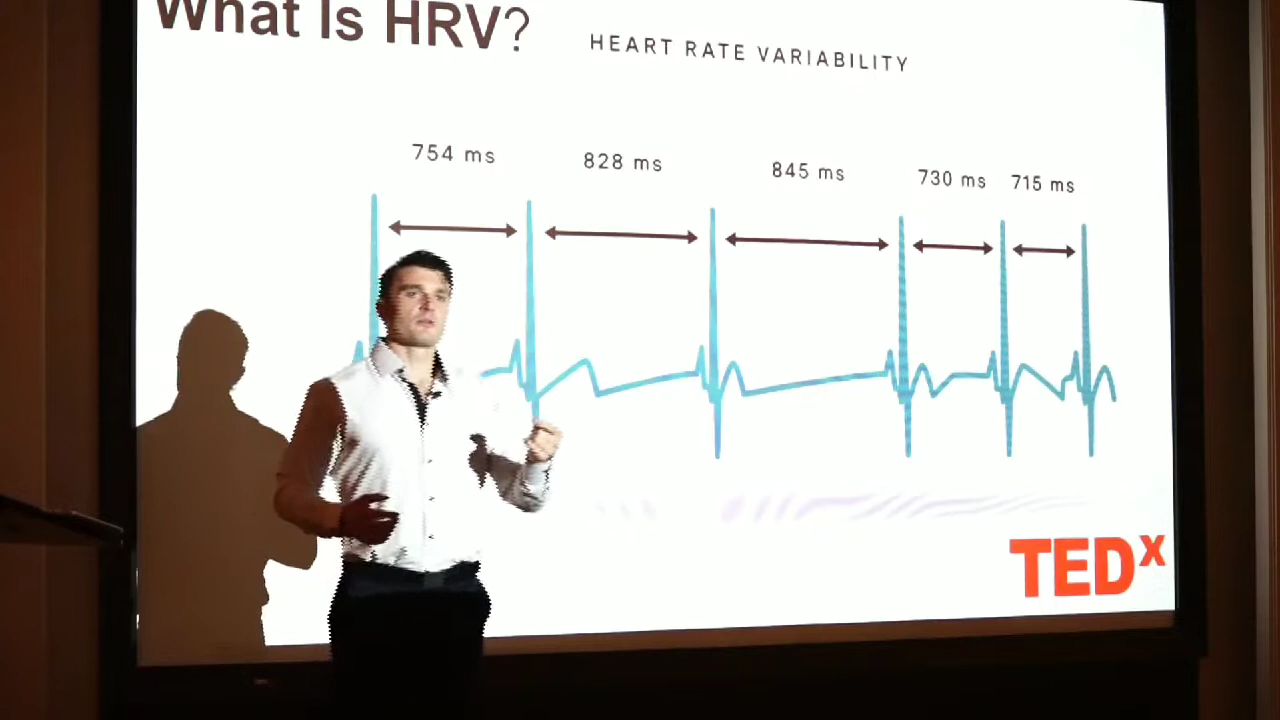 What Is HRV?
HEART RATE VARIABILITY
754 ms
828 ms
845 ms
730 ms
715 ms
TEDx